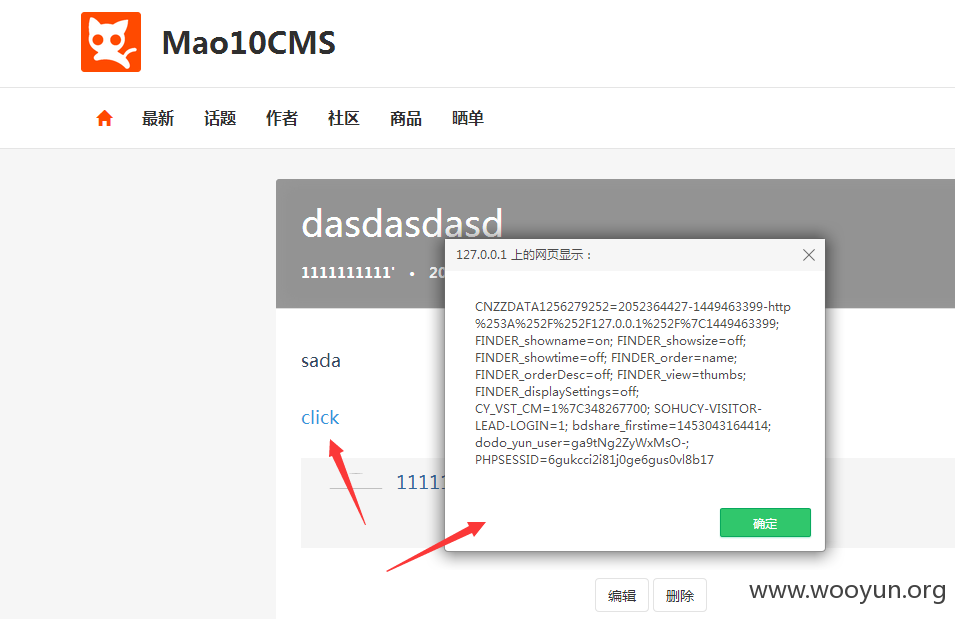 Mao10CMS
最新 话题 作者 社区 商品 晒单
dasdasdasd
1111111111' • 20
127.0.0.1 上的网页显示：
CNZZDATA1256279252=2052364427-1449463399-http
%253A%252F%252F127.0.0.1%252F%7C1449463399;
FINDER_showname=on; FINDER_showsize=off;
FINDER_showtime=off; FINDER_order=name;
FINDER_orderDesc=off; FINDER_view=thumbs;
FINDER_displaySettings=off;
CY_VST_CM=1%7C348267700; SOHUCY-VISITOR-
LEAD-LOGIN=1; bdshare_firstime=1453043164414;
dodo_yun_user=ga9tNg2ZyWxMsO-;
PHPSESSID=6gukcci2i81j0ge6gus0vl8b17
确定
sada
click
11111
编辑 删除
www.wooyun.org